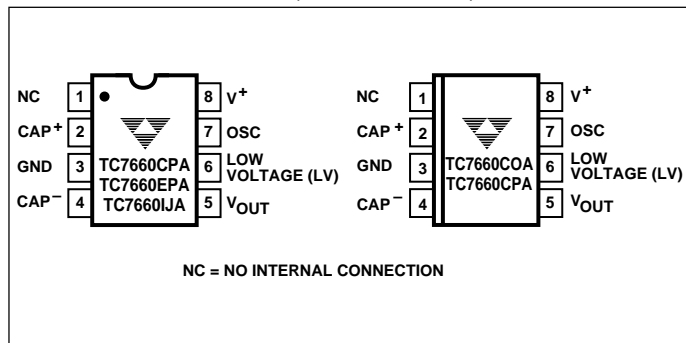 NC 1 8 V+
CAP+ 2 7 OSC
GND 3 6 LOW VOLTAGE (LV)
CAP− 4 5 VOUT
TC7660CPA
TC7660EPA
TC7660IJA
NC 1 8 V+
CAP+ 2 7 OSC
GND 3 6 LOW VOLTAGE (LV)
CAP− 4 5 VOUT
TC7660COA
TC7660CPA
NC = NO INTERNAL CONNECTION